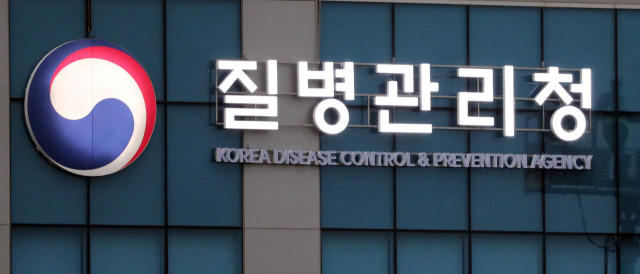 질병관리청
KOREA DISEASE CONTROL & PREVENTION AGENCY